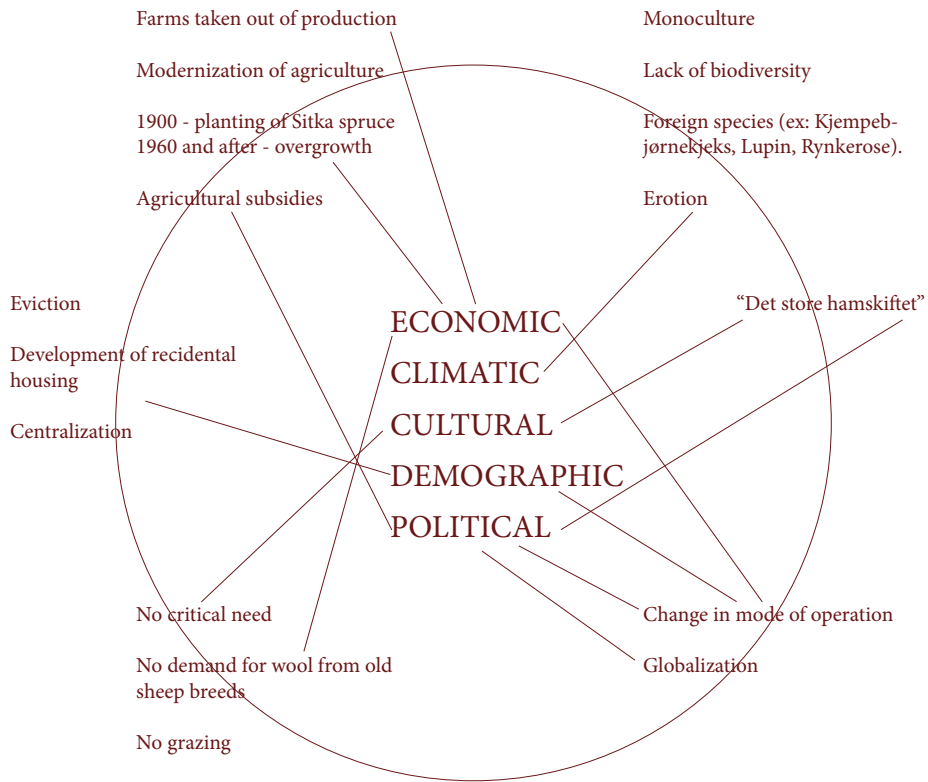 Farms taken out of production
Modernization of agriculture
1900 - planting of Sitka spruce
1960 and after - overgrowth
Agricultural subsidies
Monoculture
Lack of biodiversity
Foreign species (ex: Kjempeb-
jørnekjeks, Lupin, Rynkerose).
Erotion
Eviction
Development of recidental
housing
Centralization
ECONOMIC
CLIMATIC
CULTURAL
DEMOGRAPHIC
POLITICAL
“Det store hamskiftet”
No critical need
No demand for wool from old
sheep breeds
No grazing
Change in mode of operation
Globalization